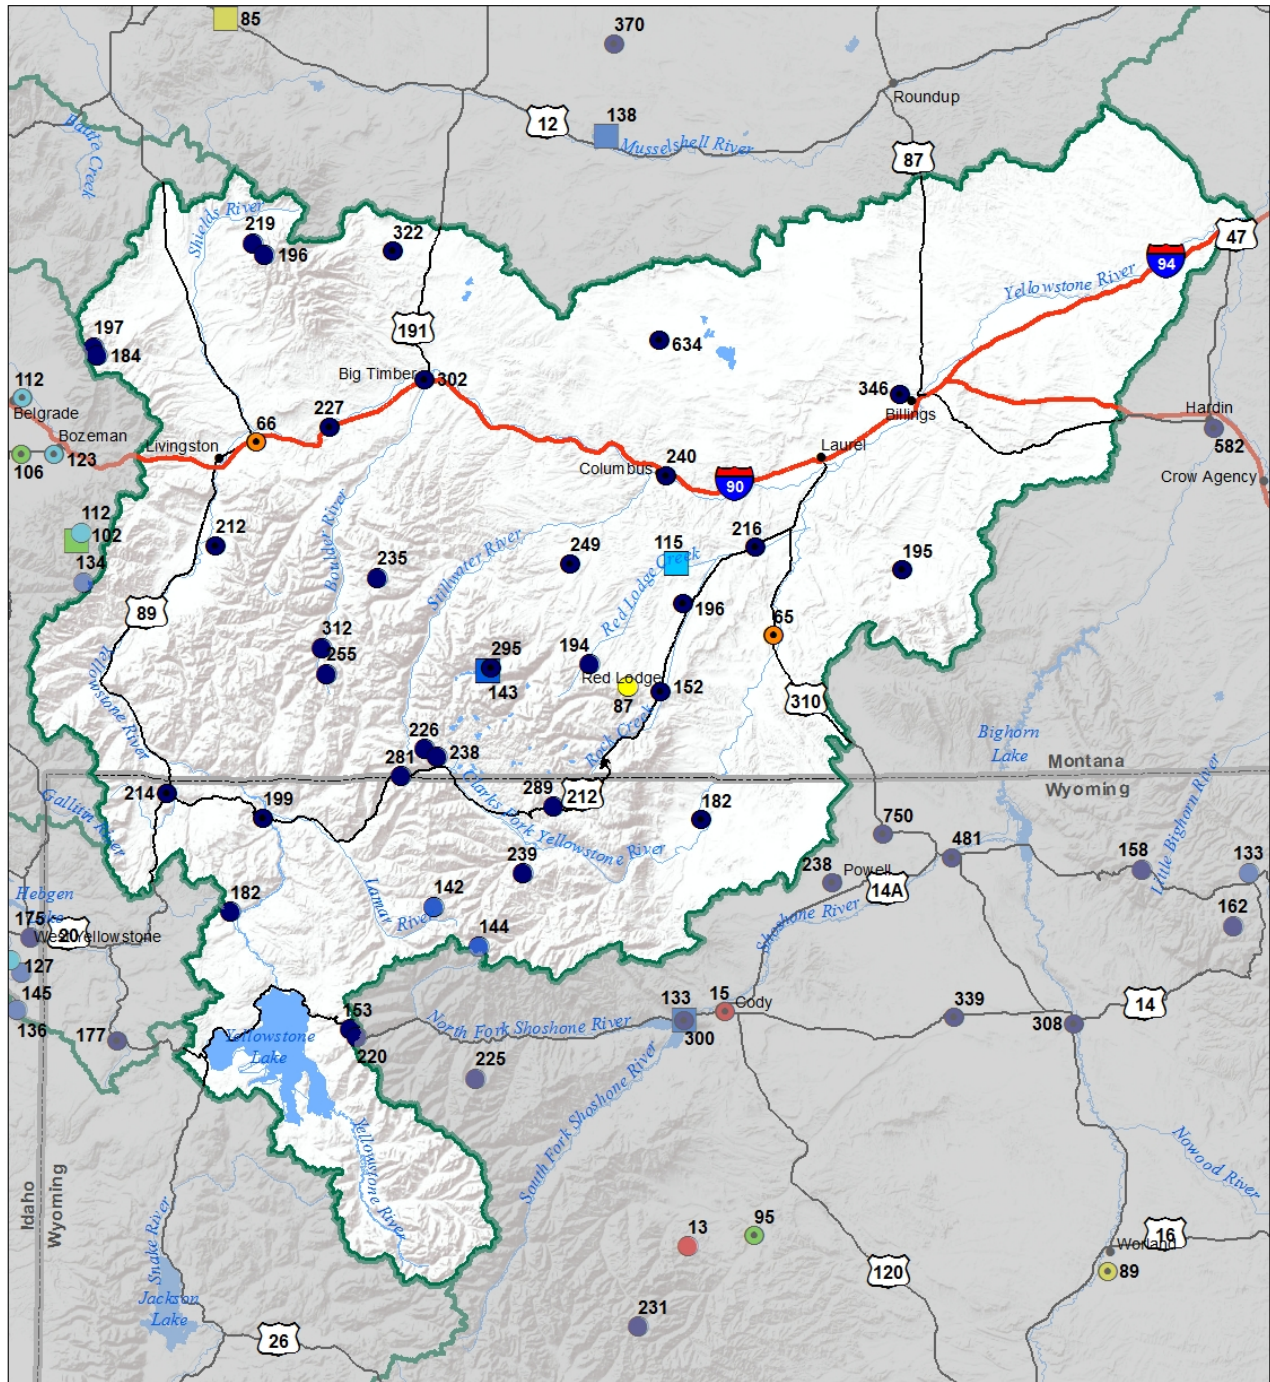 85
370
138
12
Musselshell River
Roundup
87
47
94
Yellowstone River
Shields River
219
196
322
197
184
191
634
Big Timber
302
346
Billings
112
Belgrade
Bozeman
106
123
66
227
Livingston
Hardin
582
Crow Agency
Laurel
240
Columbus
90
112
102
134
212
Boulder River
235
Stillwater River
249
115
Red Lodge Creek
216
195
196
89
312
255
295
143
194
Red Lodge
87
152
65
310
Yellowstone River
Rock Creek
226
238
281
Bighorn
Lake
Montana
Wyoming
Little Bighorn River
214
199
289
212
182
Clarks Fork Yellowstone River
Gallatin River
750
481
158
133
162
239
238
Powell
14A
Shoshone River
142
144
Lamar River
182
Hebgen
Lake
175
20
West Yellowstone
127
145
136
177
153
220
Yellowstone
Lake
North Fork Shoshone River
133
300
15
Cody
339
308
14
225
South Fork Shoshone River
Yellowstone River
Nowood River
Idaho
Wyoming
Snake River
Jackson
Lake
26
13
95
231
120
16
Worland
89